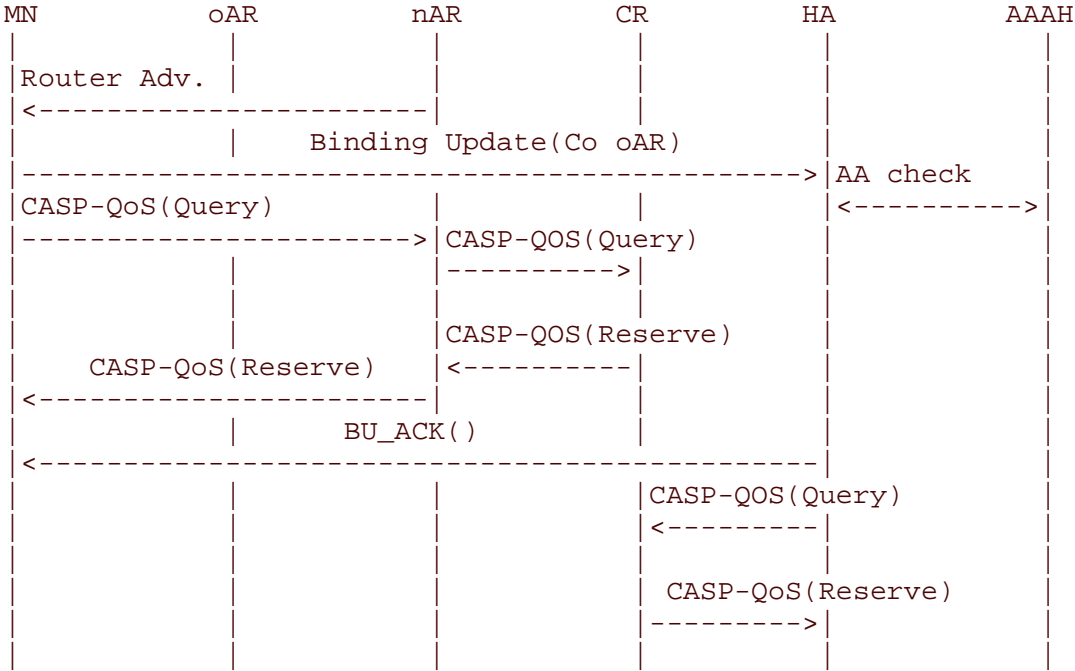 MN oAR nAR CR HA AAAH
Router Adv.
Binding Update(Co oAR)
AA check
CASP-QoS(Query)
CASP-QOS(Query)
CASP-QOS(Reserve)
CASP-QoS(Reserve)
BU_ACK()
CASP-QOS(Query)
CASP-QoS(Reserve)